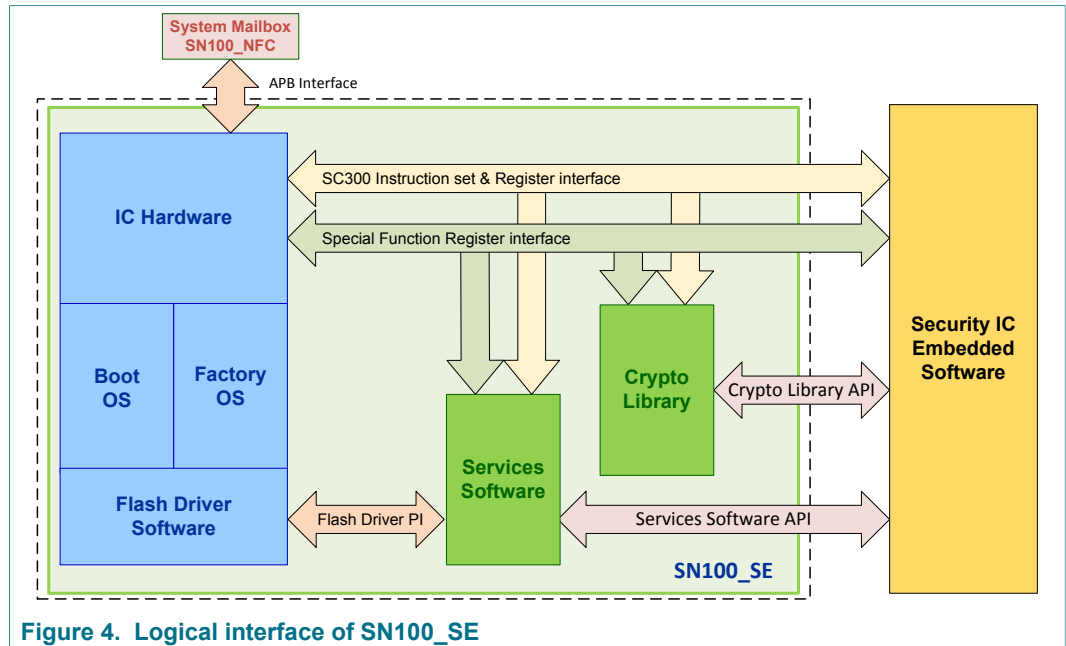 System Mailbox
SN100_NFC
APB Interface
IC Hardware
SC300 Instruction set & Register interface
Special Function Register interface
Boot
OS
Factory
OS
Crypto
Library
Security IC
Embedded
Software
Crypto Library API
Services
Software
Flash Driver
Software
Flash Driver PI
Services Software API
SN100_SE
Figure 4. Logical interface of SN100_SE